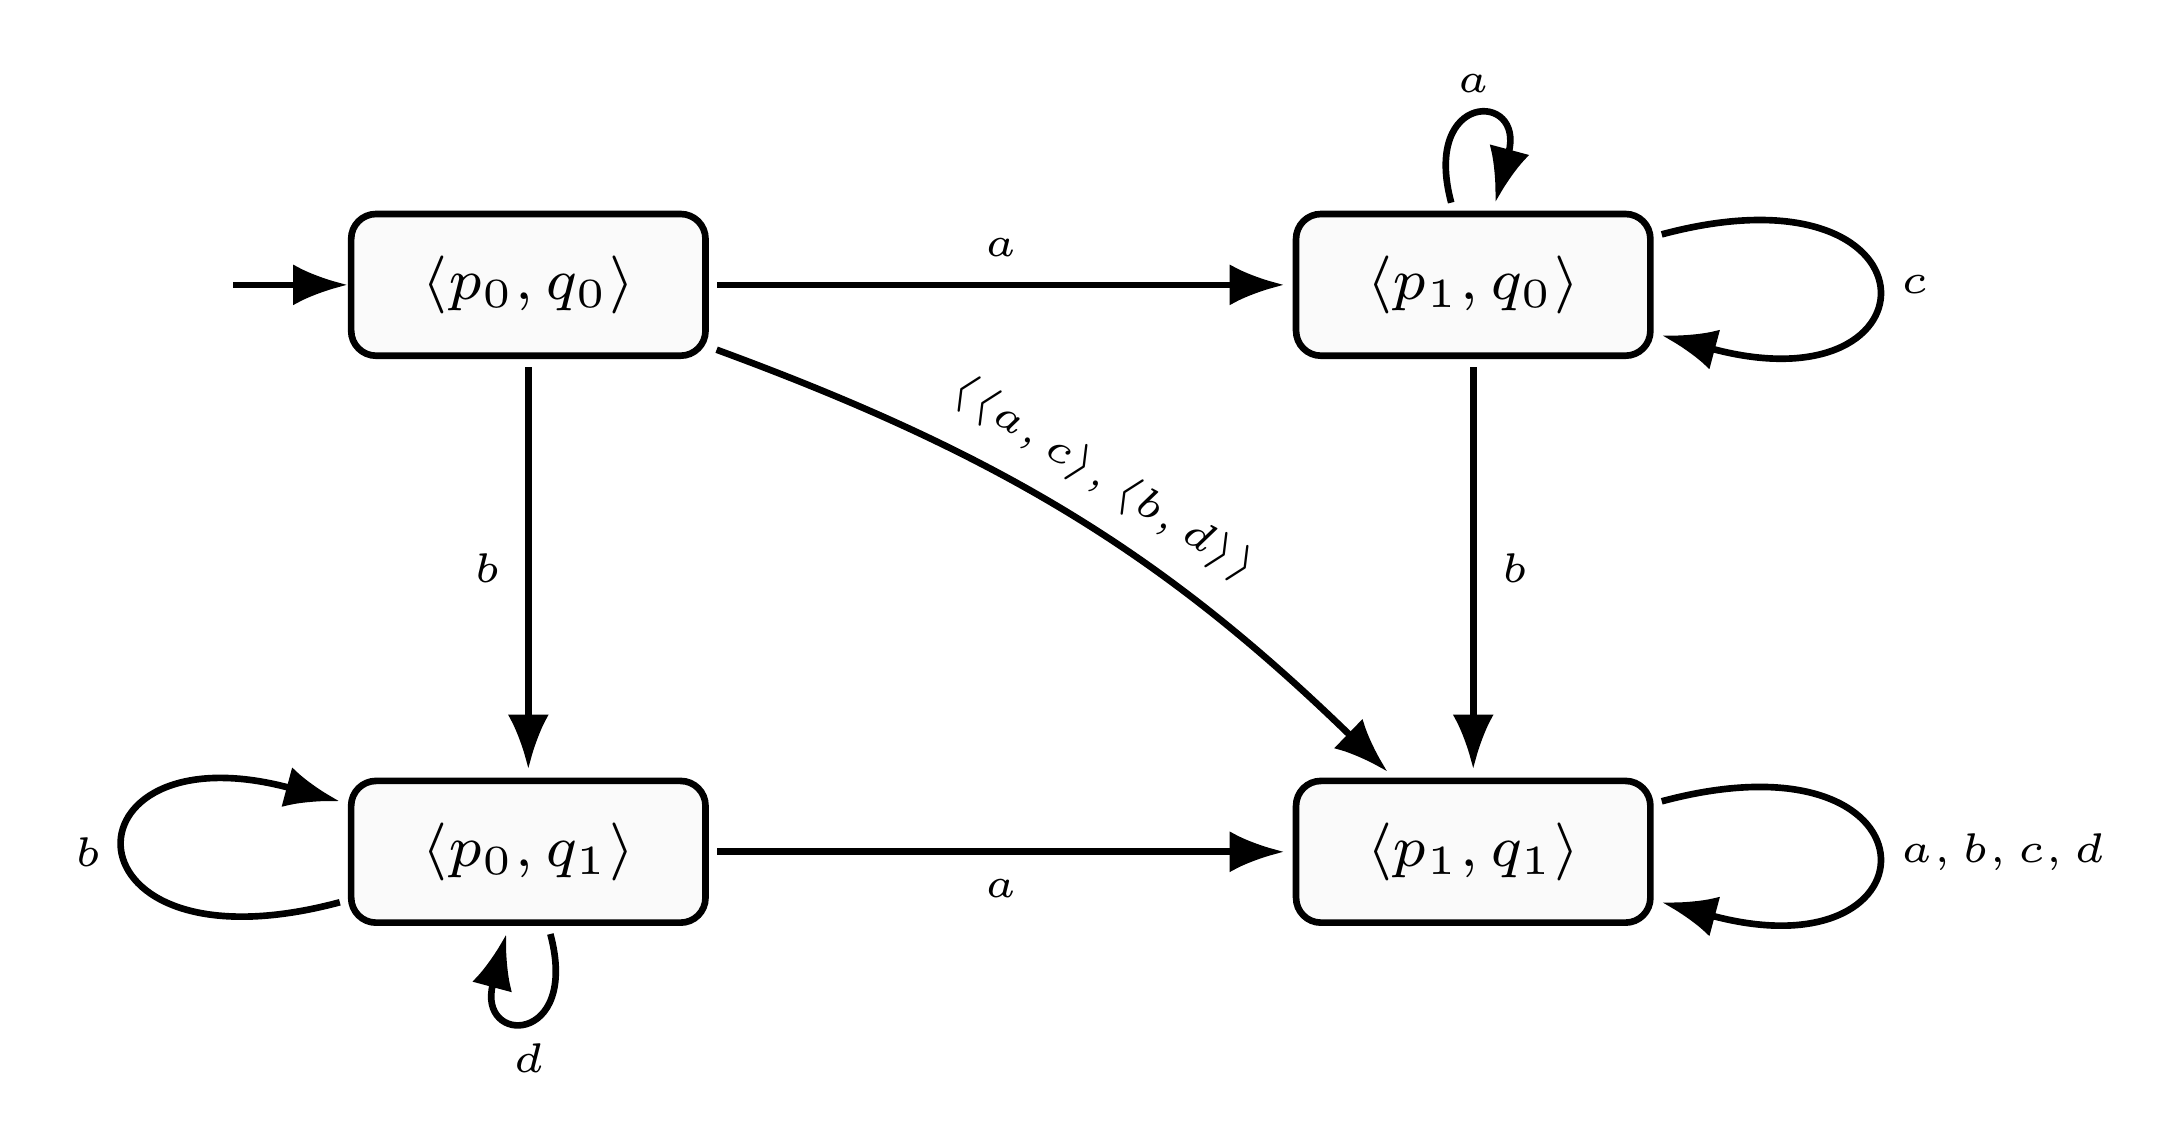 a
⟨p₀, q₀⟩
a
⟨p₁, q₀⟩
c
⟨⟨a, c⟩, ⟨b, d⟩⟩
b
b
b
⟨p₀, q₁⟩
a
⟨p₁, q₁⟩
a, b, c, d
d